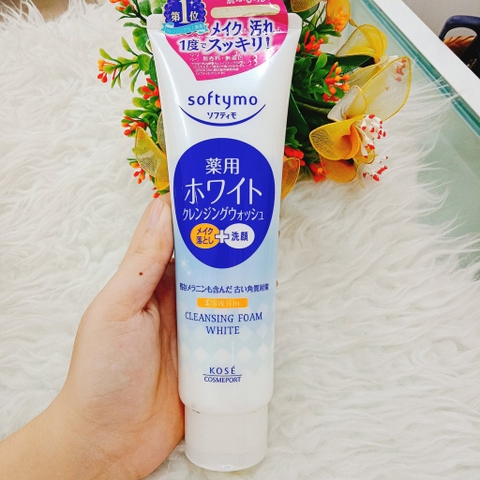 第1位
メイク 汚れ
1度でスッキリ!
softymo
ソフティモ
薬用
ホワイト
クレンジングウォッシュ
メイク
落とし
+
洗顔
CLEANSING FOAM
WHITE
KOSÉ
COSMEPORT